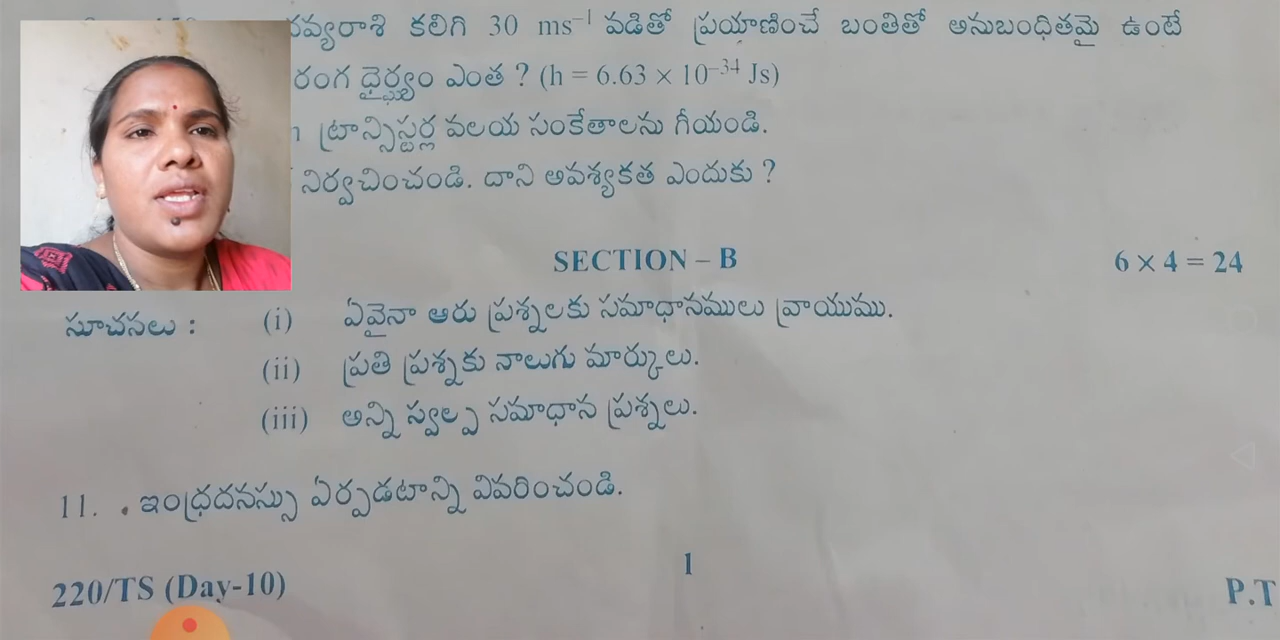 ద్రవ్యరాశి కలిగి 30 ms⁻¹ వడితో ప్రయాణించే బంతితో అనుబంధితమై ఉంటే
ధైర్ఘ్యం ఎంత ? (h = 6.63 × 10⁻³⁴ Js)
ట్రాన్సిస్టర్ల వలయ సంకేతాలను గీయండి.
నిర్వచించండి. దాని అవశ్యకత ఎందుకు ?
SECTION – B 6 × 4 = 24
సూచనలు : (i) ఏవైనా ఆరు ప్రశ్నలకు సమాధానములు వ్రాయుము.
(ii) ప్రతి ప్రశ్నకు నాలుగు మార్కులు.
(iii) అన్ని స్వల్ప సమాధాన ప్రశ్నలు.
11. ఇంద్రధనస్సు ఏర్పడటాన్ని వివరించండి.
1
220/TS (Day-10) P.T